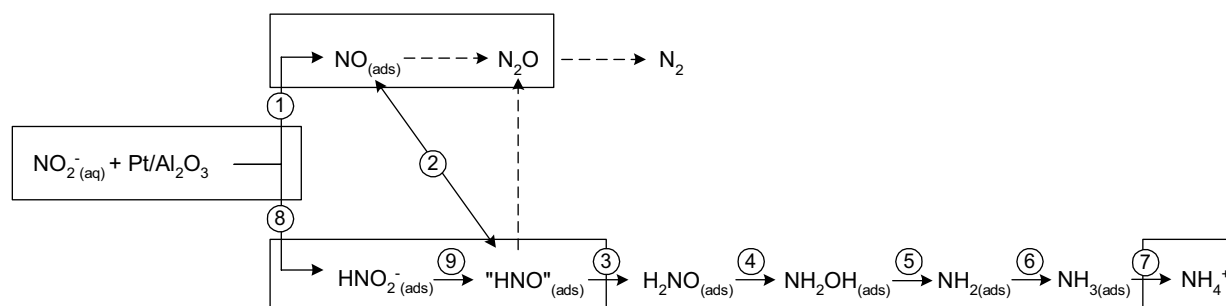 NO(ads) N2O N2
1
NO2-(aq) + Pt/Al2O3
2
8
HNO2-(ads) 9 "HNO"(ads) 3 H2NO(ads) 4 NH2OH(ads) 5 NH2(ads) 6 NH3(ads) 7 NH4+